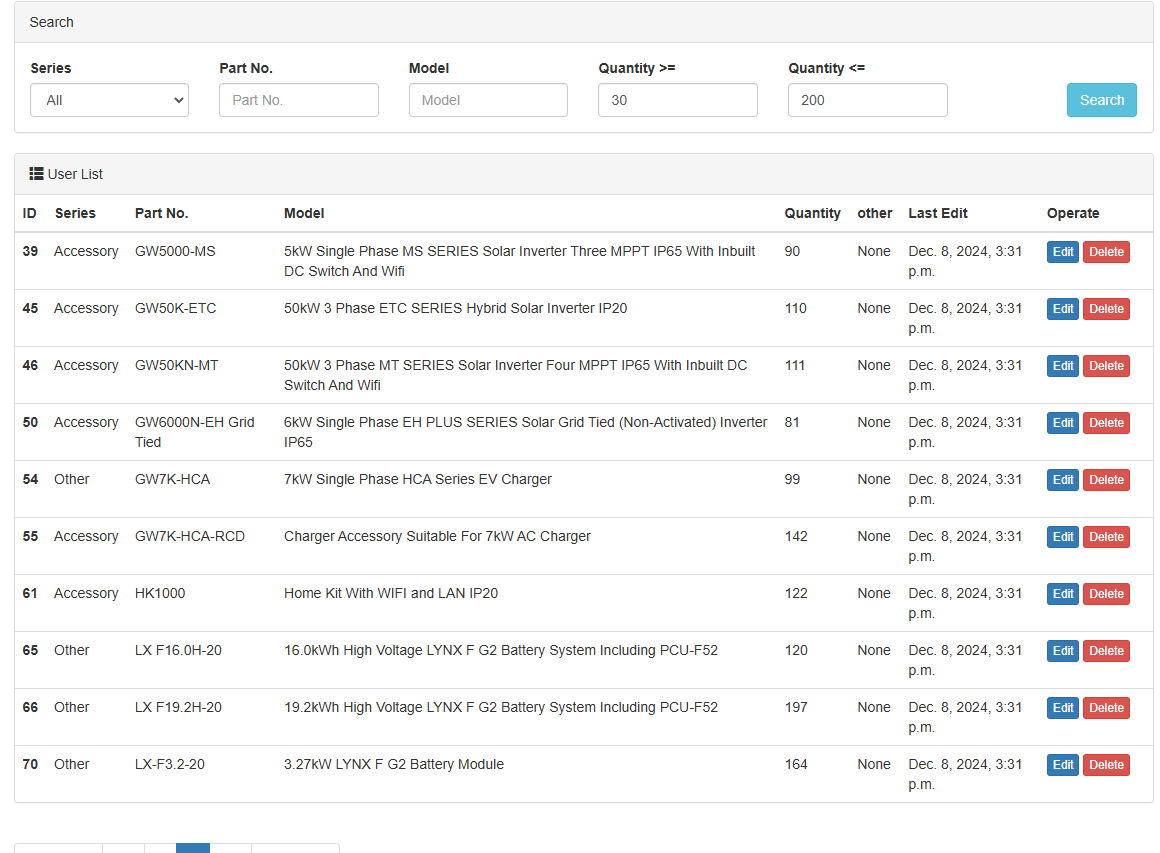 Search
Series Part No. Model Quantity >= Quantity <=
All Part No. Model 30 200 Search
User List
ID Series Part No. Model Quantity other Last Edit Operate
39 Accessory GW5000-MS 5kW Single Phase MS SERIES Solar Inverter Three MPPT IP65 With Inbuilt 90 None Dec. 8, 2024, 3:31 Edit Delete
DC Switch And Wifi p.m.
45 Accessory GW50K-ETC 50kW 3 Phase ETC SERIES Hybrid Solar Inverter IP20 110 None Dec. 8, 2024, 3:31 Edit Delete
p.m.
46 Accessory GW50KN-MT 50kW 3 Phase MT SERIES Solar Inverter Four MPPT IP65 With Inbuilt DC 111 None Dec. 8, 2024, 3:31 Edit Delete
Switch And Wifi p.m.
50 Accessory GW6000N-EH Grid 6kW Single Phase EH PLUS SERIES Solar Grid Tied (Non-Activated) Inverter 81 None Dec. 8, 2024, 3:31 Edit Delete
Tied IP65 p.m.
54 Other GW7K-HCA 7kW Single Phase HCA Series EV Charger 99 None Dec. 8, 2024, 3:31 Edit Delete
p.m.
55 Accessory GW7K-HCA-RCD Charger Accessory Suitable For 7kW AC Charger 142 None Dec. 8, 2024, 3:31 Edit Delete
p.m.
61 Accessory HK1000 Home Kit With WIFI and LAN IP20 122 None Dec. 8, 2024, 3:31 Edit Delete
p.m.
65 Other LX F16.0H-20 16.0kWh High Voltage LYNX F G2 Battery System Including PCU-F52 120 None Dec. 8, 2024, 3:31 Edit Delete
p.m.
66 Other LX F19.2H-20 19.2kWh High Voltage LYNX F G2 Battery System Including PCU-F52 197 None Dec. 8, 2024, 3:31 Edit Delete
p.m.
70 Other LX-F3.2-20 3.27kW LYNX F G2 Battery Module 164 None Dec. 8, 2024, 3:31 Edit Delete
p.m.